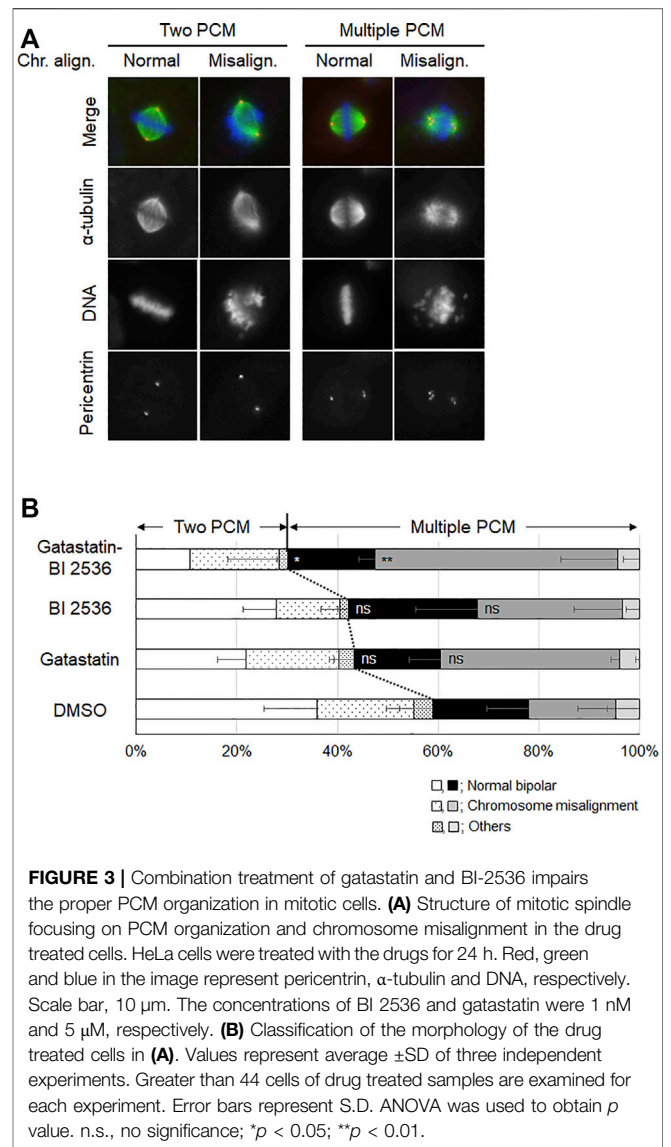 A
Two PCM Multiple PCM
Chr. align. Normal Misalign. Normal Misalign.
Merge
α-tubulin
DNA
Pericentrin
B
Two PCM Multiple PCM
Gatastatin-
BI 2536
* **
BI 2536
ns ns
Gatastatin
ns ns
DMSO
0% 20% 40% 60% 80% 100%
; Normal bipolar
; Chromosome misalignment
; Others
FIGURE 3 | Combination treatment of gatastatin and BI-2536 impairs
the proper PCM organization in mitotic cells. (A) Structure of mitotic spindle
focusing on PCM organization and chromosome misalignment in the drug
treated cells. HeLa cells were treated with the drugs for 24 h. Red, green
and blue in the image represent pericentrin, α-tubulin and DNA, respectively.
Scale bar, 10 μm. The concentrations of BI 2536 and gatastatin were 1 nM
and 5 μM, respectively. (B) Classification of the morphology of the drug
treated cells in (A). Values represent average ±SD of three independent
experiments. Greater than 44 cells of drug treated samples are examined for
each experiment. Error bars represent S.D. ANOVA was used to obtain p
value. n.s., no significance; *p < 0.05; **p < 0.01.